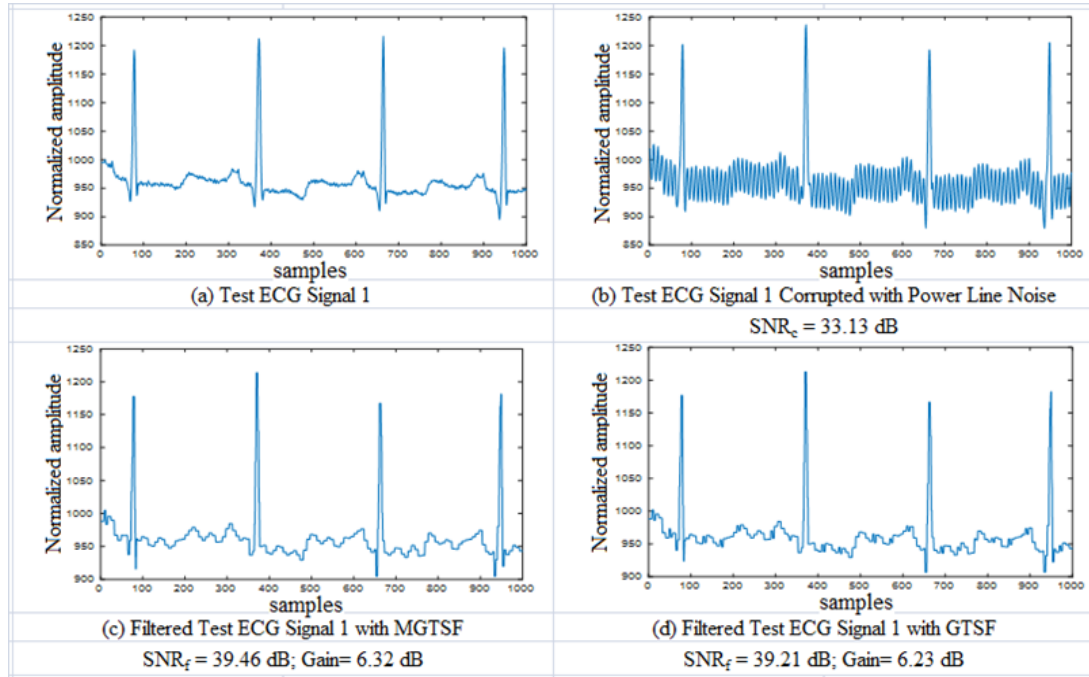 1250
1200
1150
1100
1050
1000
950
900
850
Normalized amplitude
0 100 200 300 400 500 600 700 800 900 1000
samples
(a) Test ECG Signal 1
1250
1200
1150
1100
1050
1000
950
900
850
Normalized amplitude
0 100 200 300 400 500 600 700 800 900 1000
samples
(b) Test ECG Signal 1 Corrupted with Power Line Noise
SNRc = 33.13 dB
1250
1200
1150
1100
1050
1000
950
900
Normalized amplitude
0 100 200 300 400 500 600 700 800 900 1000
samples
(c) Filtered Test ECG Signal 1 with MGTSF
SNRf = 39.46 dB; Gain= 6.32 dB
1250
1200
1150
1100
1050
1000
950
900
Normalized amplitude
0 100 200 300 400 500 600 700 800 900 1000
samples
(d) Filtered Test ECG Signal 1 with GTSF
SNRf = 39.21 dB; Gain= 6.23 dB